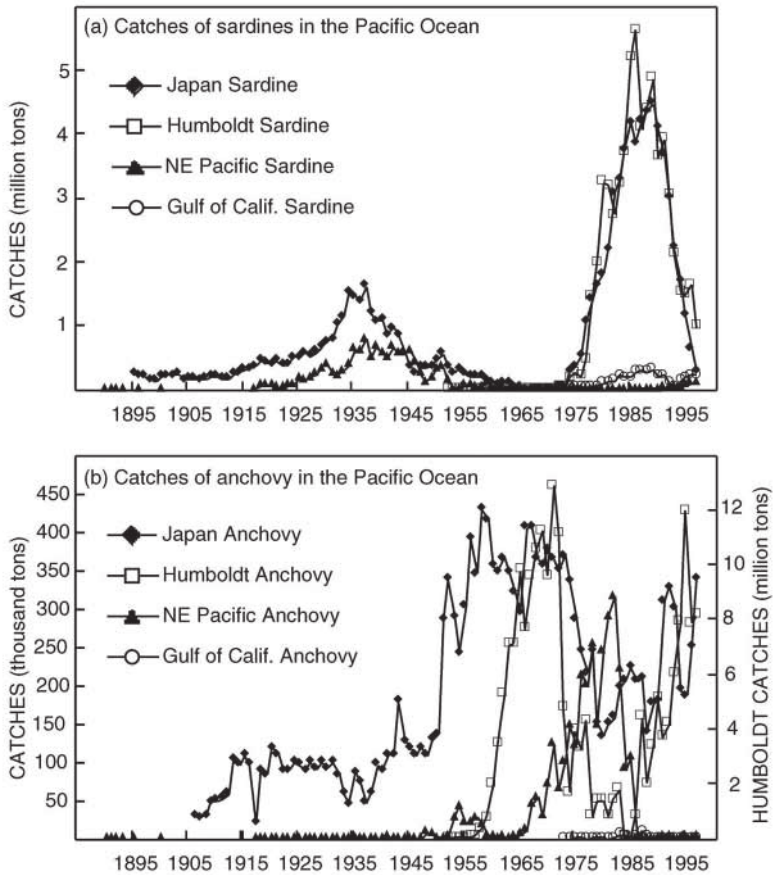 (a) Catches of sardines in the Pacific Ocean
Japan Sardine
Humboldt Sardine
NE Pacific Sardine
Gulf of Calif. Sardine
CATCHES (million tons)
5
4
3
2
1
1895 1905 1915 1925 1935 1945 1955 1965 1975 1985 1995
(b) Catches of anchovy in the Pacific Ocean
Japan Anchovy
Humboldt Anchovy
NE Pacific Anchovy
Gulf of Calif. Anchovy
CATCHES (thousand tons)
450
400
350
300
250
200
150
100
50
HUMBOLDT CATCHES (million tons)
12
10
8
6
4
2
1895 1905 1915 1925 1935 1945 1955 1965 1975 1985 1995